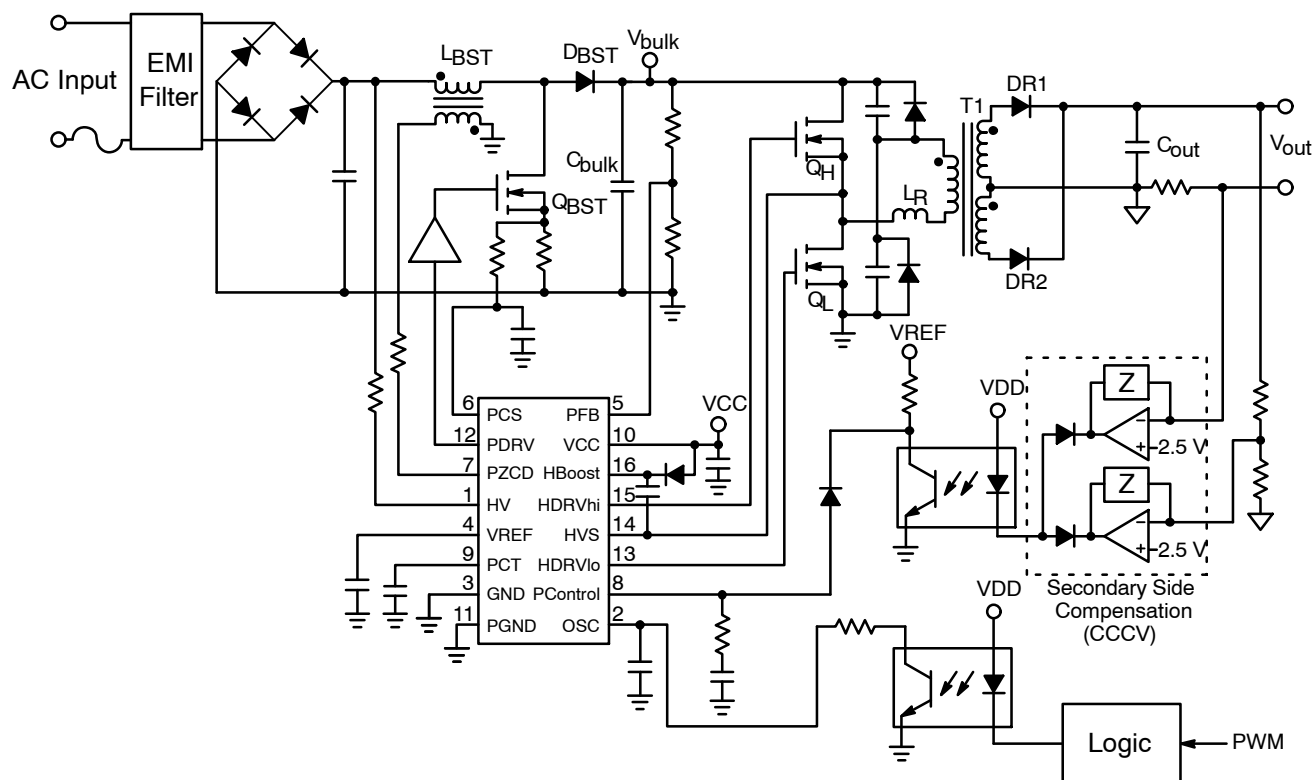 AC Input
EMI
Filter
LBST
DBST
Vbulk
Cbulk
QBST
QH
QL
LR
T1
DR1
DR2
Cout
Vout
VREF
VDD
Z
-
+
2.5 V
Z
-
+
2.5 V
Secondary Side
Compensation
(CCCV)
VCC
6 PCS PFB 5
12 PDRV VCC 10
7 PZCD HBoost 16
1 HV HDRVhi 15
4 VREF HVS 14
9 PCT HDRVlo 13
3 GND PControl 8
11 PGND OSC 2
VDD
Logic
PWM